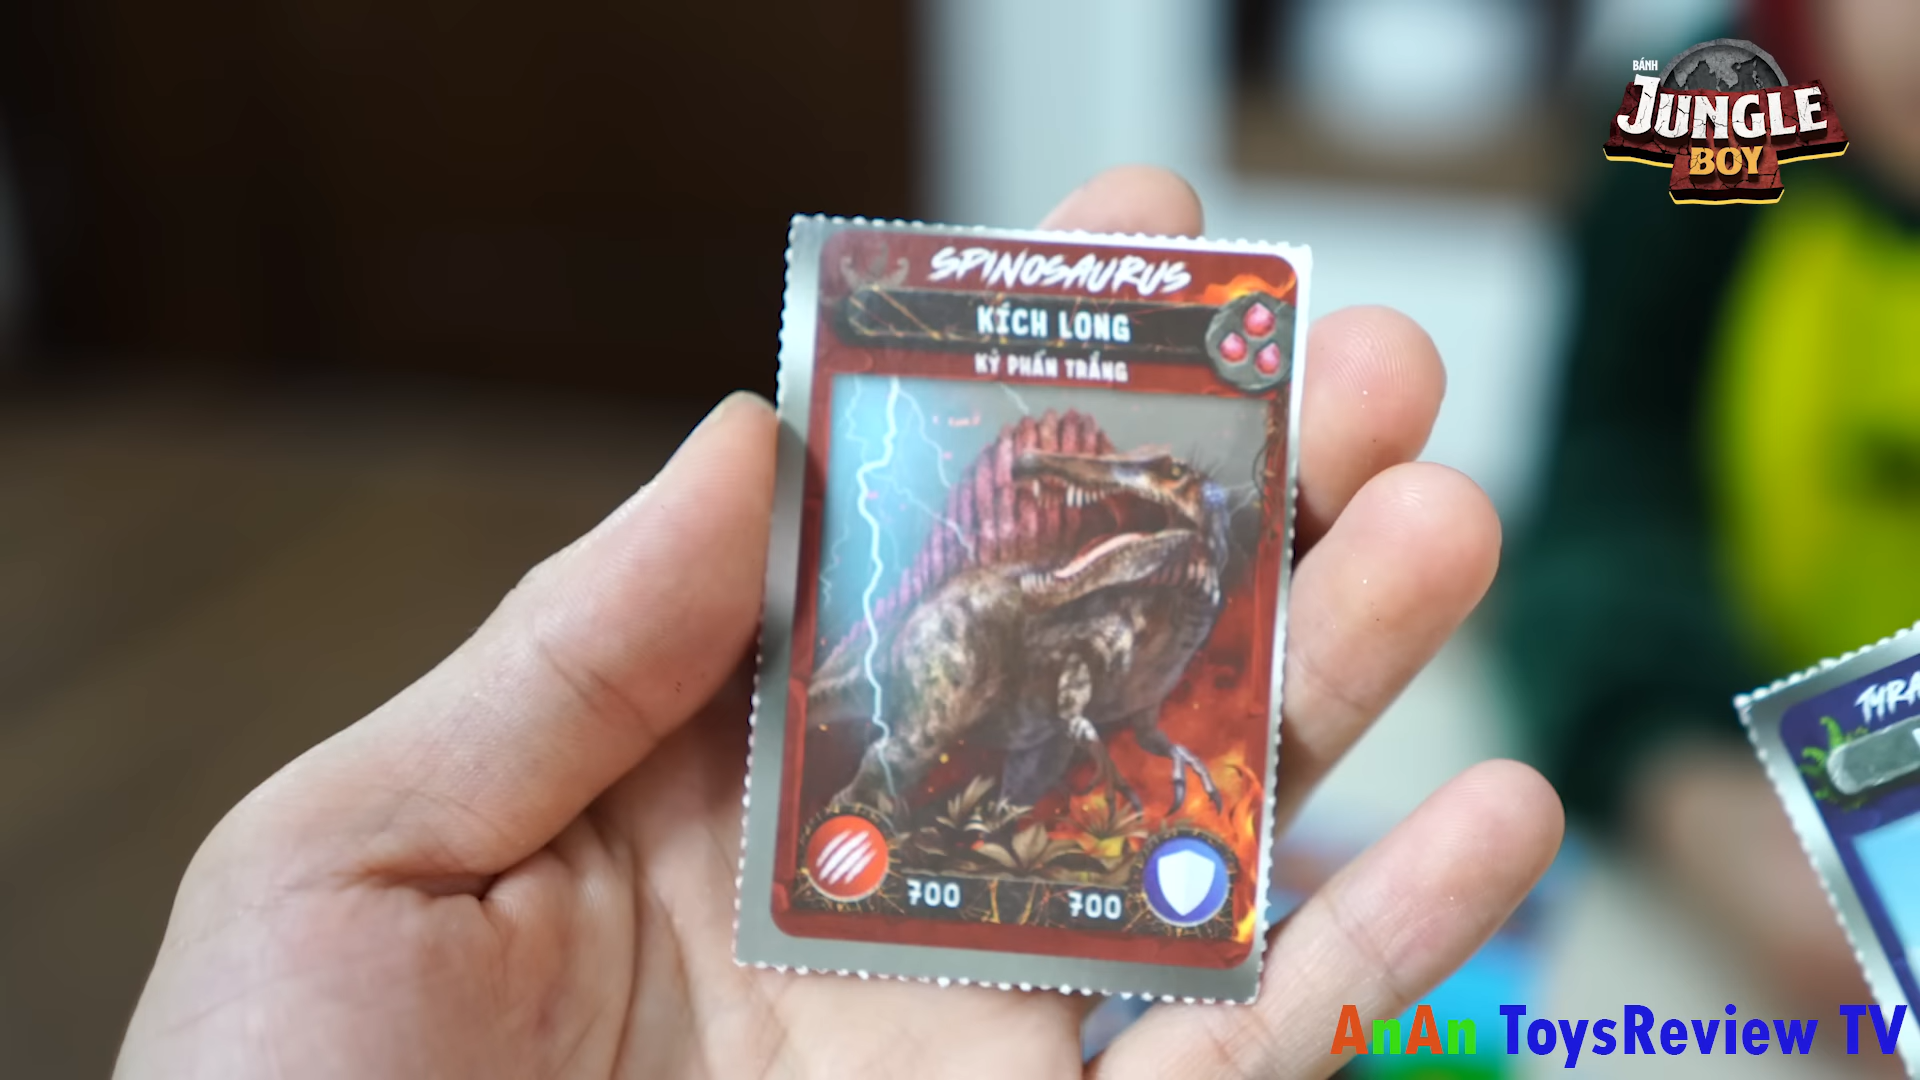 BÁNH
JUNGLE
BOY
SPINOSAURUS
KÍCH LONG
KỶ PHẤN TRẮNG
700 700
AnAn ToysReview TV